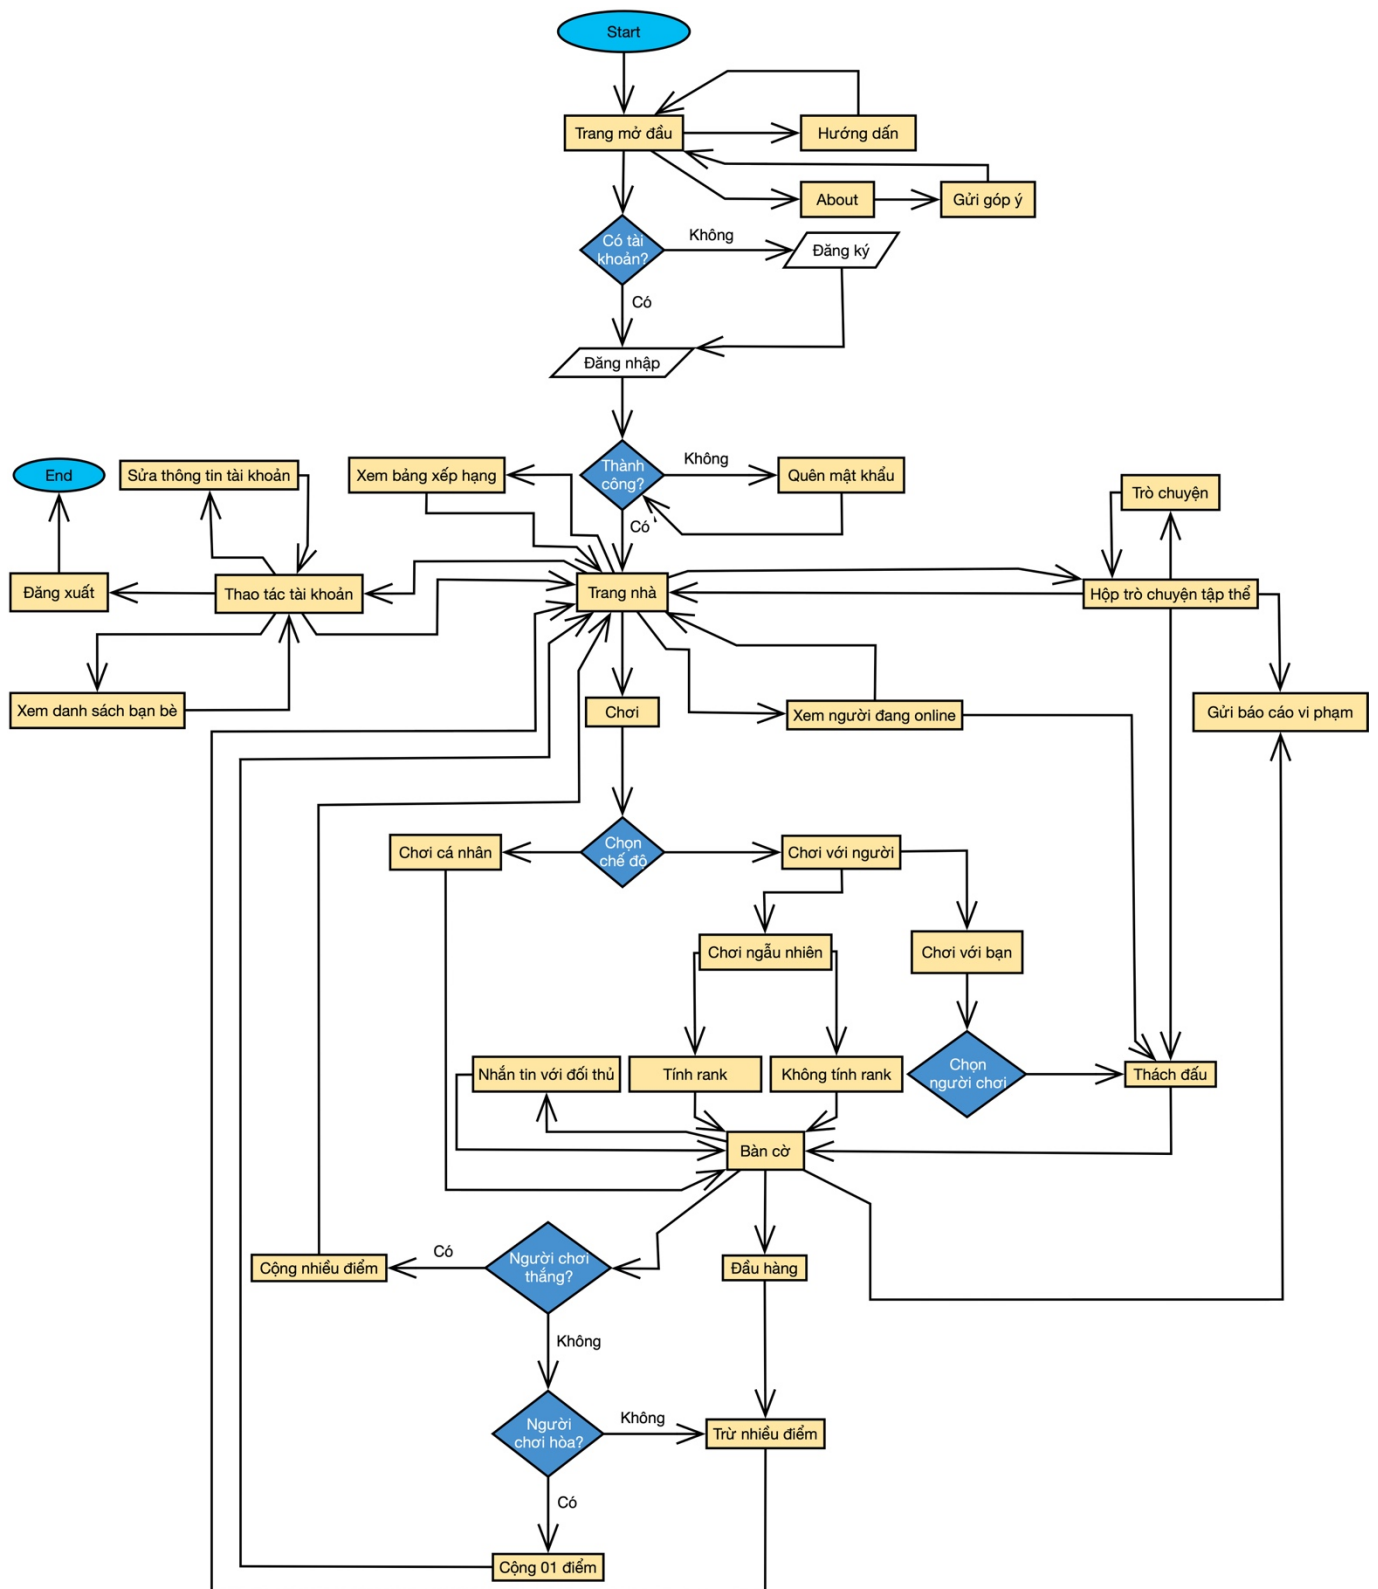 Start
Trang mở đầu
Hướng dấn
About
Gửi góp ý
Có tài
khoản?
Không
Đăng ký
Có
Đăng nhập
Thành
công?
Không
Quên mật khẩu
Có
Xem bảng xếp hạng
Sửa thông tin tài khoản
End
Trò chuyện
Đăng xuất
Thao tác tài khoản
Trang nhà
Hộp trò chuyện tập thể
Xem danh sách bạn bè
Chơi
Xem người đang online
Gửi báo cáo vi phạm
Chơi cá nhân
Chọn
chế độ
Chơi với người
Chơi ngẫu nhiên
Chơi với bạn
Nhắn tin với đối thủ
Tính rank
Không tính rank
Chọn
người chơi
Thách đấu
Bàn cờ
Cộng nhiều điểm
Có
Người chơi
thắng?
Đầu hàng
Không
Người
chơi hòa?
Không
Trừ nhiều điểm
Có
Cộng 01 điểm